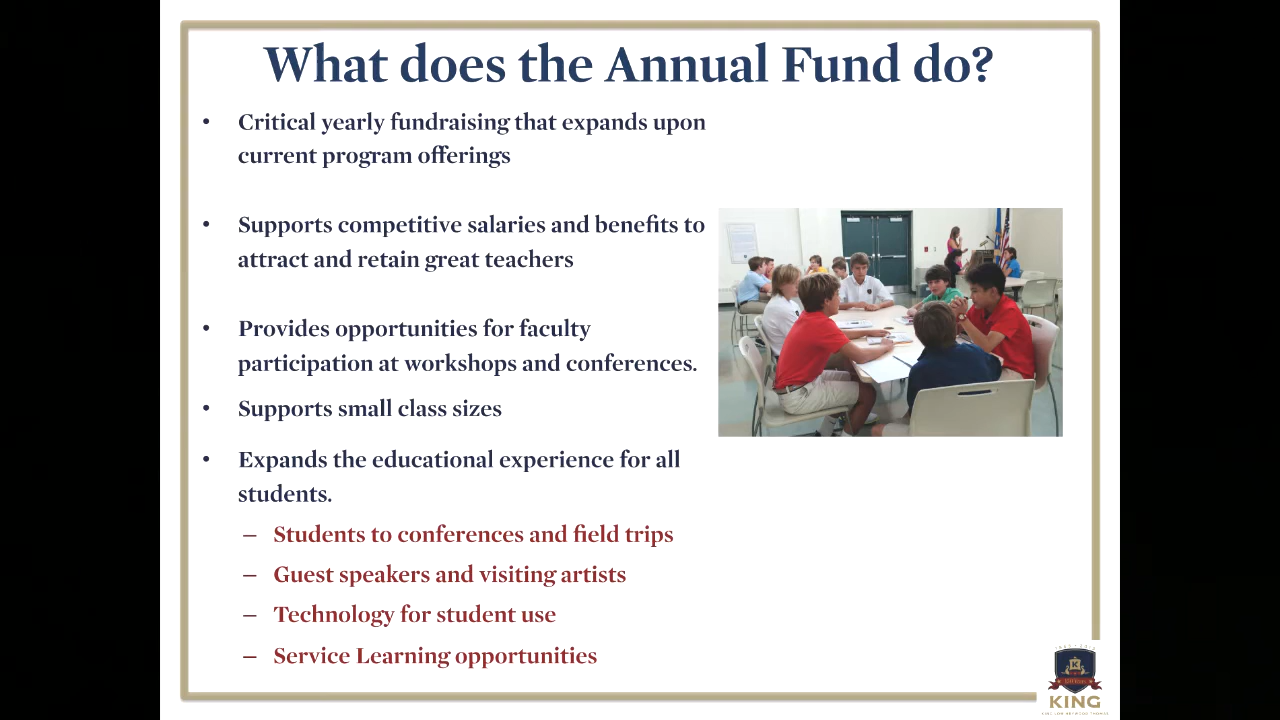 What does the Annual Fund do?
• Critical yearly fundraising that expands upon
current program offerings
• Supports competitive salaries and benefits to
attract and retain great teachers
• Provides opportunities for faculty
participation at workshops and conferences.
• Supports small class sizes
• Expands the educational experience for all
students.
– Students to conferences and field trips
– Guest speakers and visiting artists
– Technology for student use
– Service Learning opportunities
K
KING